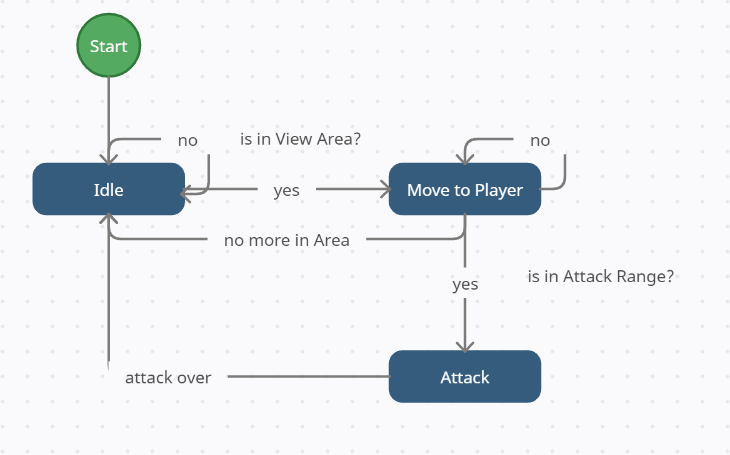 Start
no
is in View Area?
no
Idle
yes
Move to Player
no more in Area
yes
is in Attack Range?
attack over
Attack